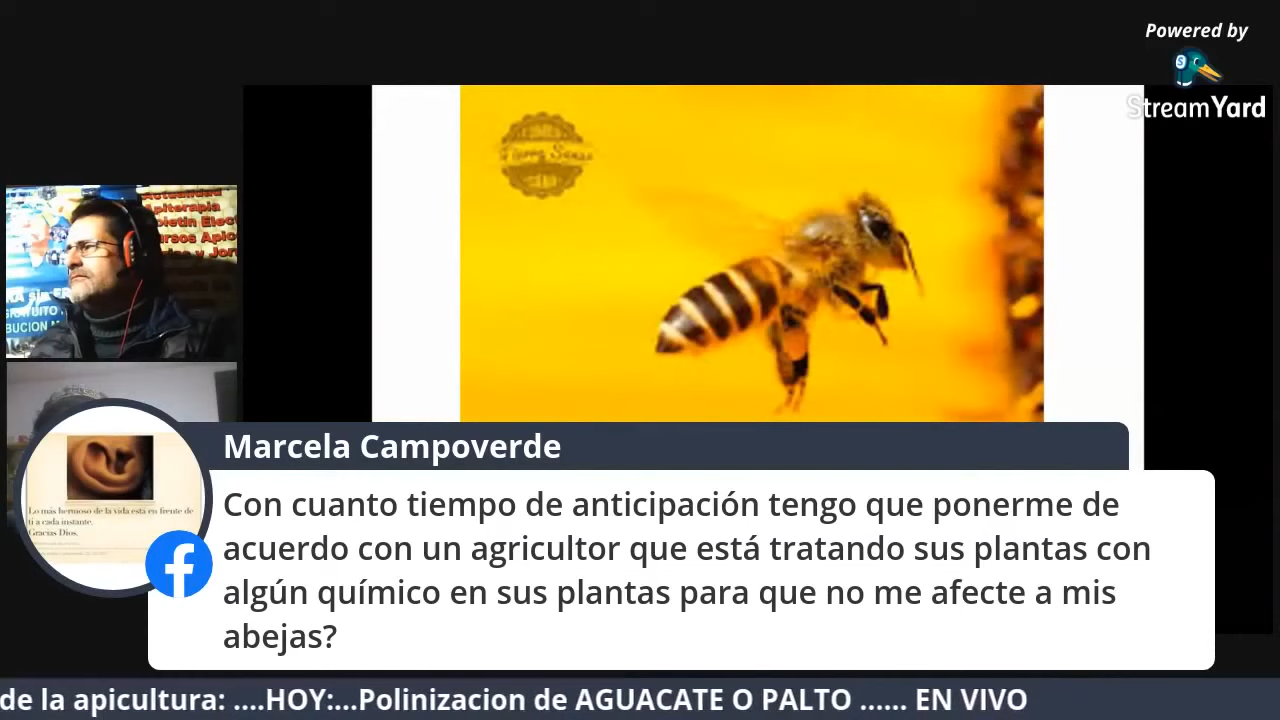 Powered by
StreamYard
Actualidad
Apiterapia
Marcela Campoverde
Con cuanto tiempo de anticipación tengo que ponerme de
acuerdo con un agricultor que está tratando sus plantas con
algún químico en sus plantas para que no me afecte a mis
abejas?
Lo más hermoso de la vida está en frente de
ti a cada instante.
Gracias Dios.
de la apicultura: ....HOY:...Polinizacion de AGUACATE O PALTO ...... EN VIVO